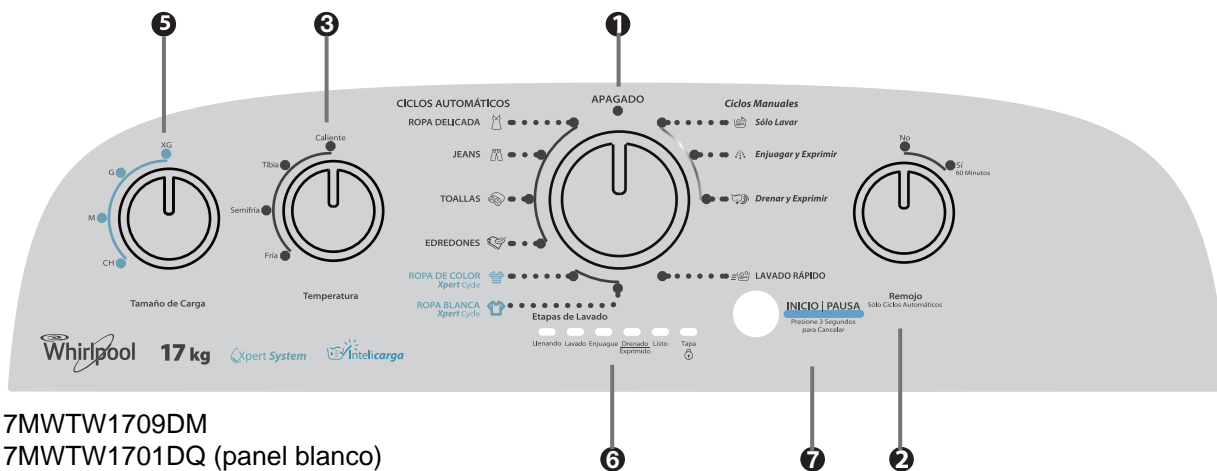 5
3
1
XG
G
M
CH
Tamaño de Carga
Caliente
Tibia
Semifría
Fría
Temperatura
CICLOS AUTOMÁTICOS
ROPA DELICADA
JEANS
TOALLAS
EDREDONES
ROPA DE COLOR
Xpert Cycle
ROPA BLANCA
Xpert Cycle
APAGADO
Ciclos Manuales
Sólo Lavar
Enjuagar y Exprimir
Drenar y Exprimir
LAVADO RÁPIDO
No
Sí
60 Minutos
Remojo
Sólo Ciclos Automáticos
INICIO | PAUSA
Presione 3 Segundos
para Cancelar
Etapas de Lavado
Llenando Lavado Enjuague Drenado Listo Tapa
Exprimido
Whirlpool 17 kg Xpert System Intelicarga
7MWTW1709DM
7MWTW1701DQ (panel blanco)
6
7
2